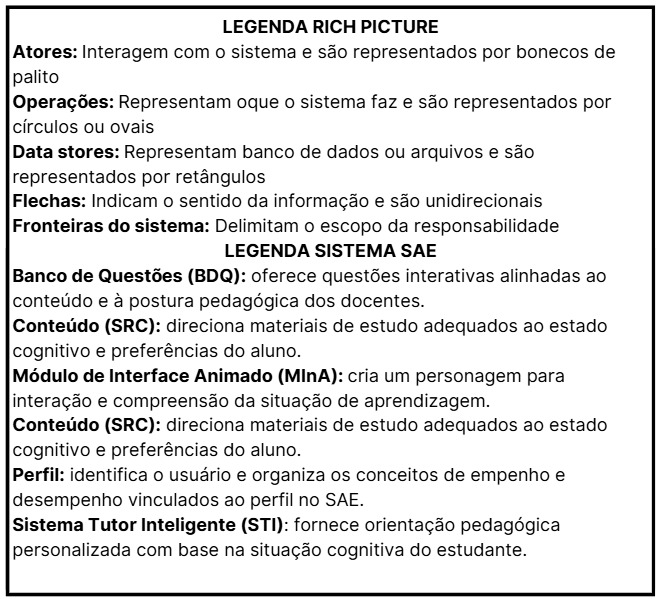 LEGENDA RICH PICTURE
Atores: Interagem com o sistema e são representados por bonecos de
palito
Operações: Representam oque o sistema faz e são representados por
círculos ou ovais
Data stores: Representam banco de dados ou arquivos e são
representados por retângulos
Flechas: Indicam o sentido da informação e são unidirecionais
Fronteiras do sistema: Delimitam o escopo da responsabilidade
LEGENDA SISTEMA SAE
Banco de Questões (BDQ): oferece questões interativas alinhadas ao
conteúdo e à postura pedagógica dos docentes.
Conteúdo (SRC): direciona materiais de estudo adequados ao estado
cognitivo e preferências do aluno.
Módulo de Interface Animado (MInA): cria um personagem para
interação e compreensão da situação de aprendizagem.
Conteúdo (SRC): direciona materiais de estudo adequados ao estado
cognitivo e preferências do aluno.
Perfil: identifica o usuário e organiza os conceitos de empenho e
desempenho vinculados ao perfil no SAE.
Sistema Tutor Inteligente (STI): fornece orientação pedagógica
personalizada com base na situação cognitiva do estudante.